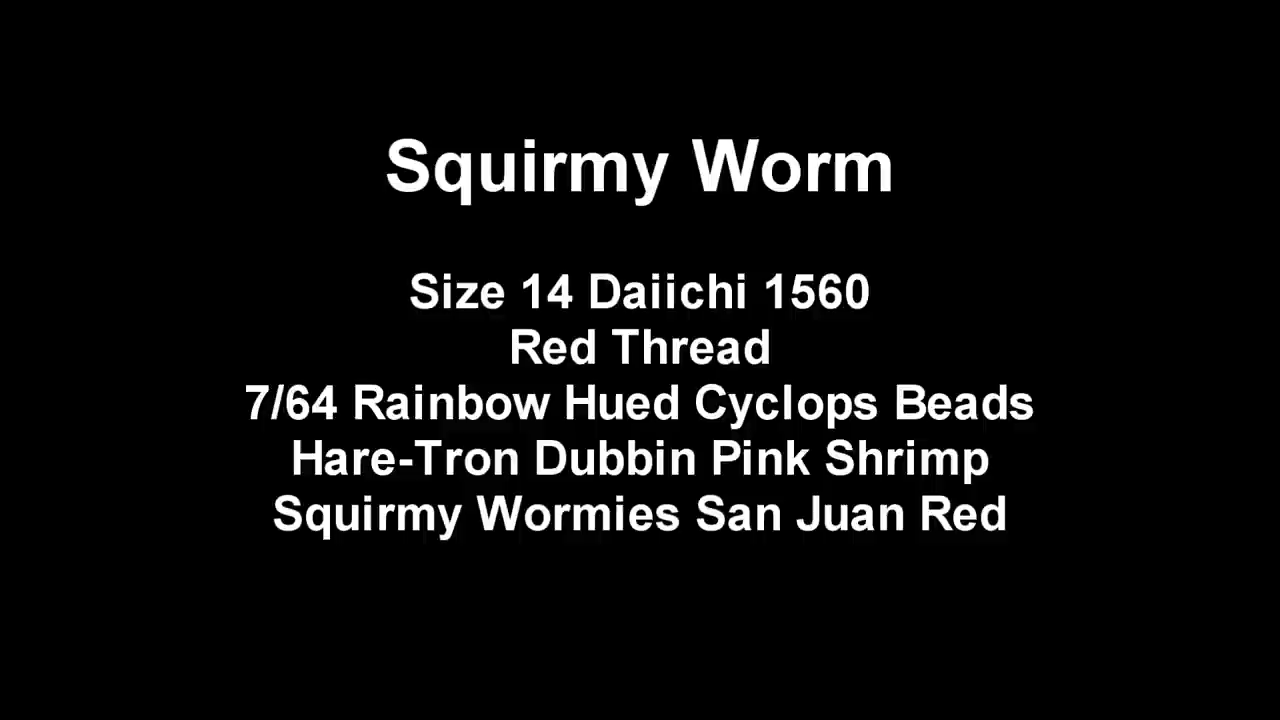 Squirmy Worm
Size 14 Daiichi 1560
Red Thread
7/64 Rainbow Hued Cyclops Beads
Hare-Tron Dubbin Pink Shrimp
Squirmy Wormies San Juan Red